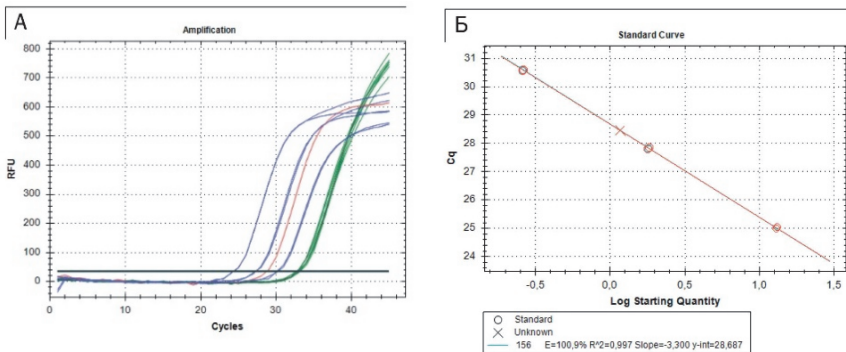 А
Amplification
RFU
800
700
600
500
400
300
200
100
0
0
10
20
30
40
Cycles
Б
Standard Curve
Cq
31
30
29
28
27
26
25
24
-0,5
0,0
0,5
1,0
1,5
Log Starting Quantity
Standard
Unknown
156 E=100,9% R^2=0,997 Slope=-3,300 y-int=28,687